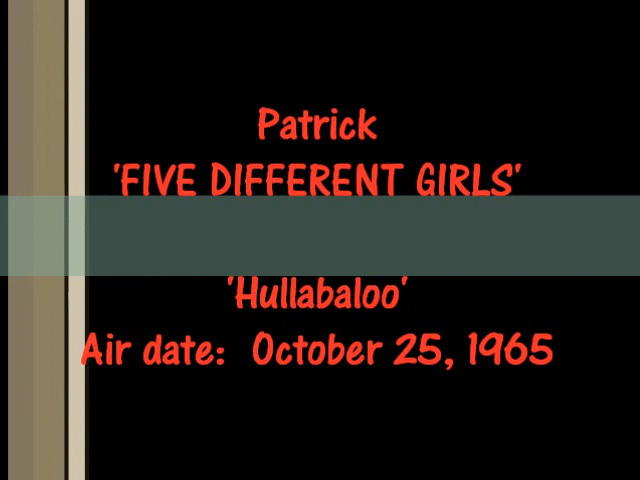 Patrick
'FIVE DIFFERENT GIRLS'
'Hullabaloo'
Air date: October 25, 1965